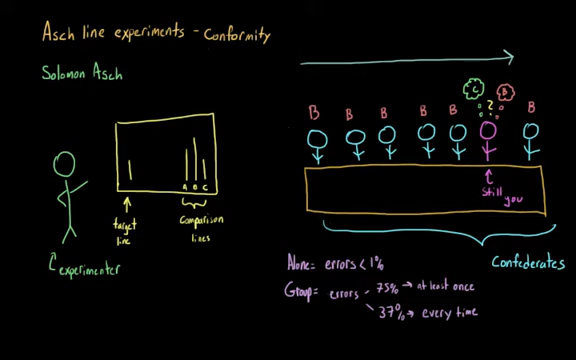 Asch line experiments - Conformity
Solomon Asch
C ? B
B B B B B B
A B C
target line
Comparison lines
experimenter
Still you
Confederates
Alone = errors < 1%
Group = errors
75% → at least once
37% → every time